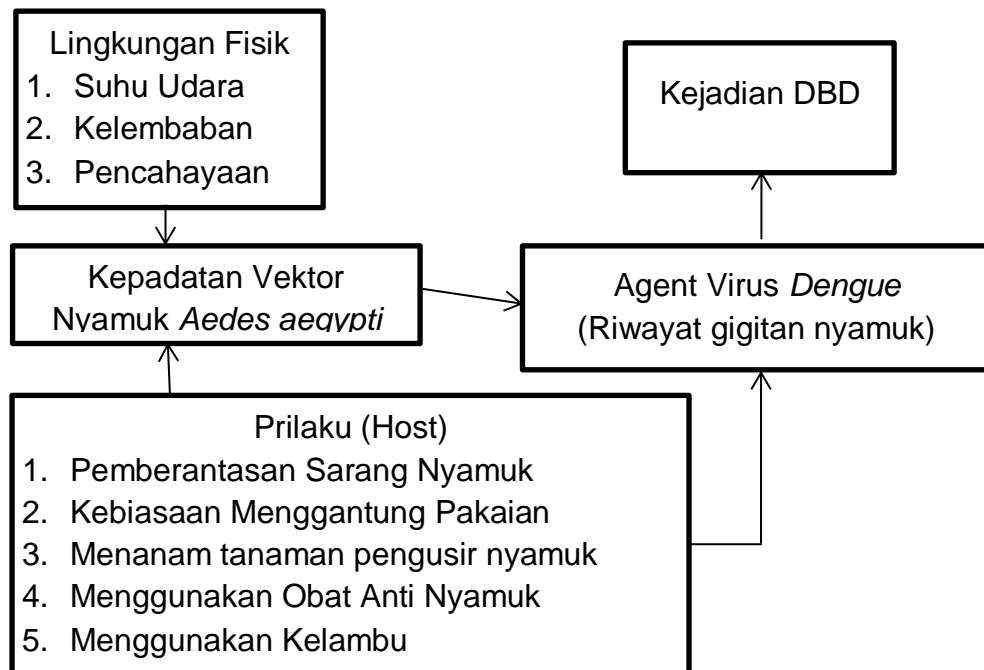 Lingkungan Fisik
1. Suhu Udara
2. Kelembaban
3. Pencahayaan
Kejadian DBD
Kepadatan Vektor
Nyamuk Aedes aegypti
Agent Virus Dengue
(Riwayat gigitan nyamuk)
Prilaku (Host)
1. Pemberantasan Sarang Nyamuk
2. Kebiasaan Menggantung Pakaian
3. Menanam tanaman pengusir nyamuk
4. Menggunakan Obat Anti Nyamuk
5. Menggunakan Kelambu